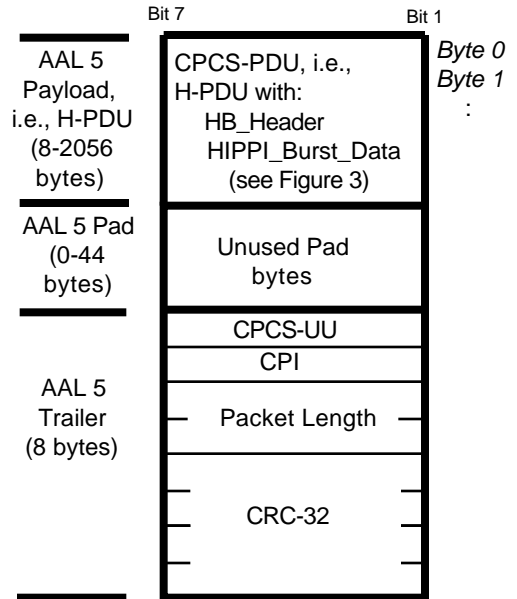 Bit 7
Bit 1
AAL 5
Payload,
i.e., H-PDU
(8-2056
bytes)
CPCS-PDU, i.e.,
H-PDU with:
HB_Header
HIPPI_Burst_Data
(see Figure 3)
Byte 0
Byte 1
:
AAL 5 Pad
(0-44
bytes)
Unused Pad
bytes
AAL 5
Trailer
(8 bytes)
CPCS-UU
CPI
Packet Length
CRC-32